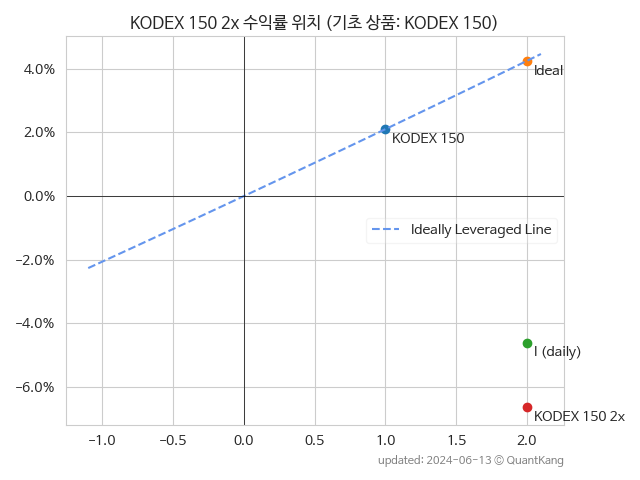 KODEX 150 2x 수익률 위치 (기초 상품: KODEX 150)
4.0%
2.0%
0.0%
-2.0%
-4.0%
-6.0%
Ideal
KODEX 150
Ideally Leveraged Line
I (daily)
KODEX 150 2x
-1.0 -0.5 0.0 0.5 1.0 1.5 2.0
updated: 2024-06-13 © QuantKang